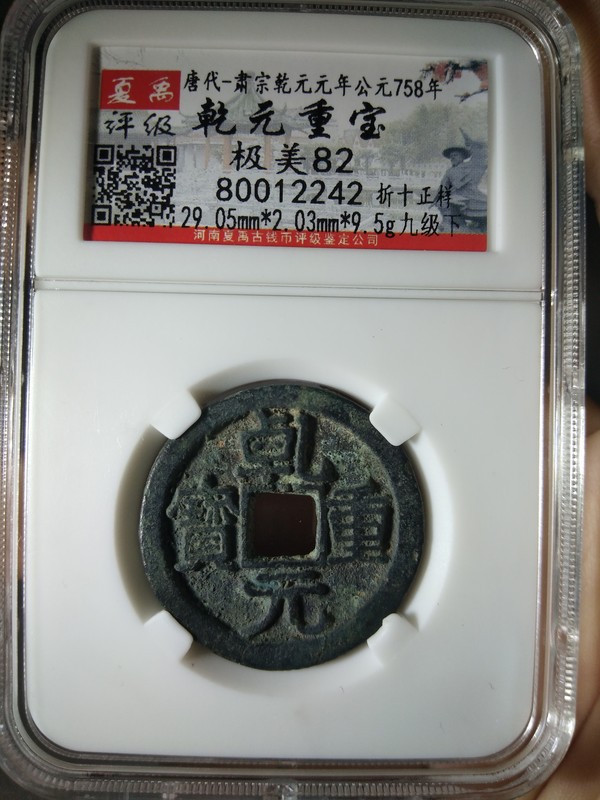 夏禹
评级
唐代-肃宗乾元元年公元758年
乾元重宝
极美82
80012242 折十正样
29.05mm*2.03mm*9.5g九级下
河南夏禹古钱币评级鉴定公司
乾
元
重
寶